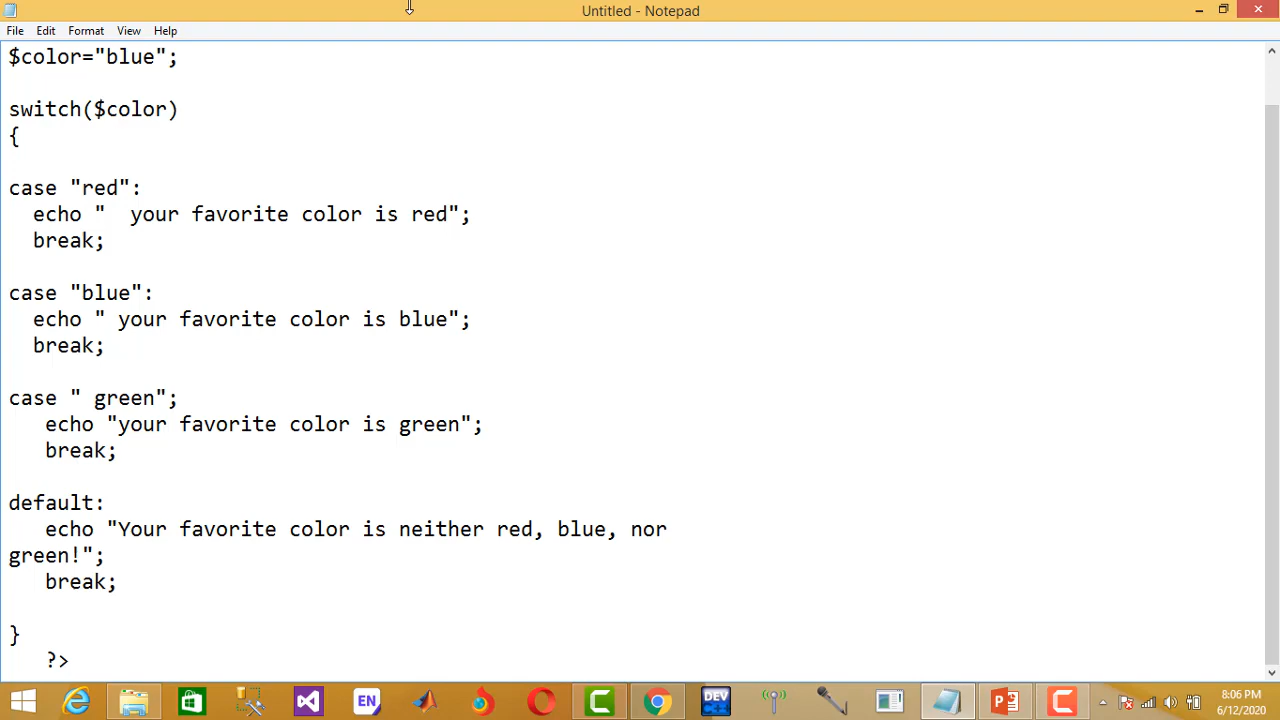 Untitled - Notepad
File Edit Format View Help
$color="blue";
switch($color)
{
case "red":
  echo "  your favorite color is red";
  break;
case "blue":
  echo " your favorite color is blue";
  break;
case " green";
   echo "your favorite color is green";
   break;
default:
   echo "Your favorite color is neither red, blue, nor
green!";
   break;
}
   ?>
EN
DEV
8:06 PM
6/12/2020